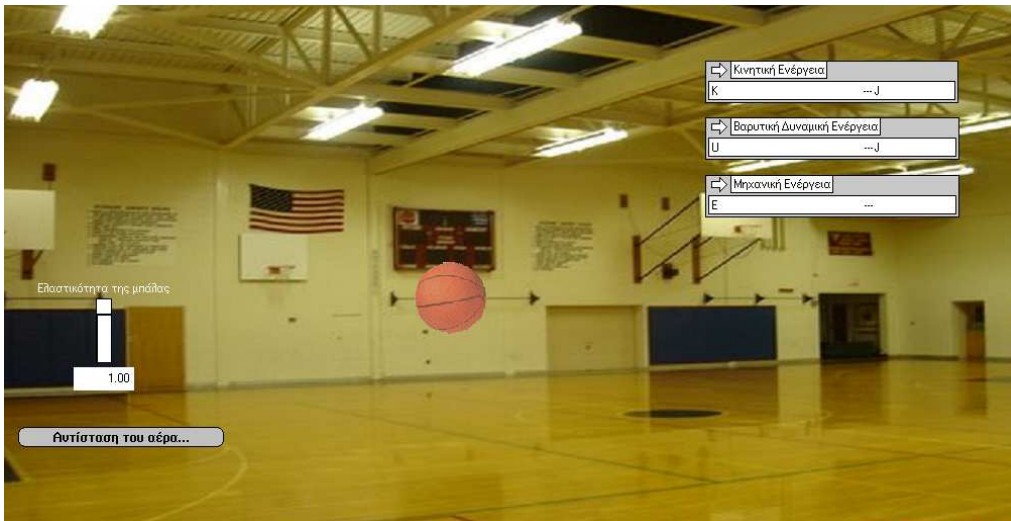 Κινητική Ενέργεια
K --- J
Βαρυτική Δυναμική Ενέργεια
U --- J
Μηχανική Ενέργεια
E ---
Ελαστικότητα της μπάλας
1.00
Αντίσταση του αέρα...